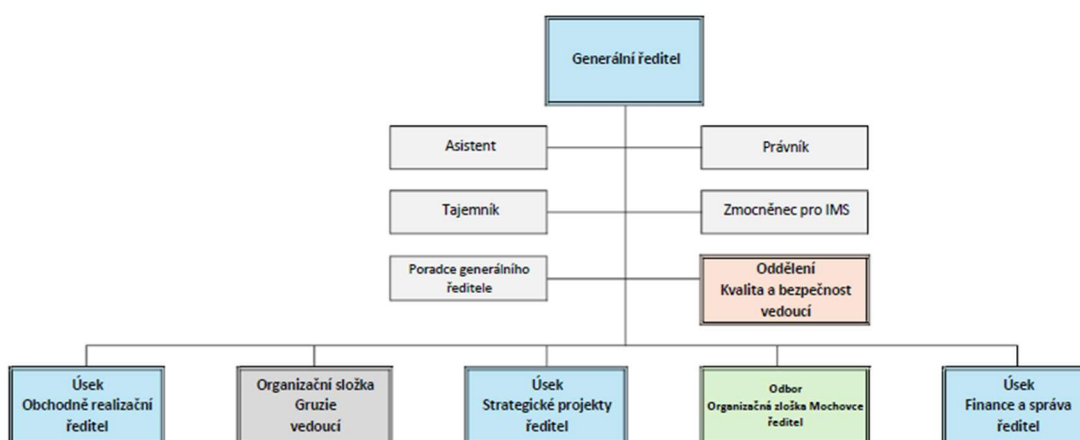 Generální ředitel
Asistent
Právník
Tajemník
Zmocněnec pro IMS
Poradce generálního
ředitele
Oddělení
Kvalita a bezpečnost
vedoucí
Úsek
Obchodně realizační
ředitel
Organizační složka
Gruzie
vedoucí
Úsek
Strategické projekty
ředitel
Odbor
Organizačná zložka Mochovce
ředitel
Úsek
Finance a správa
ředitel